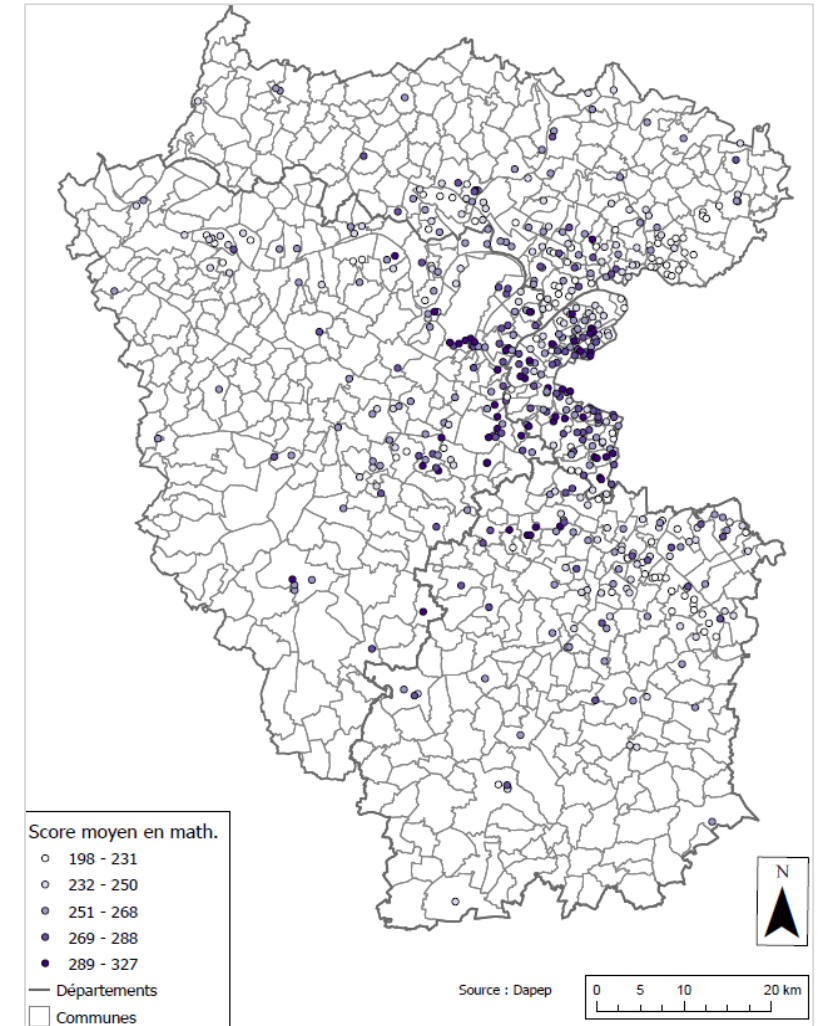 Score moyen en math.
198 - 231
232 - 250
251 - 268
269 - 288
289 - 327
Départements
Communes
Source : Dapep
N
0 5 10 20 km